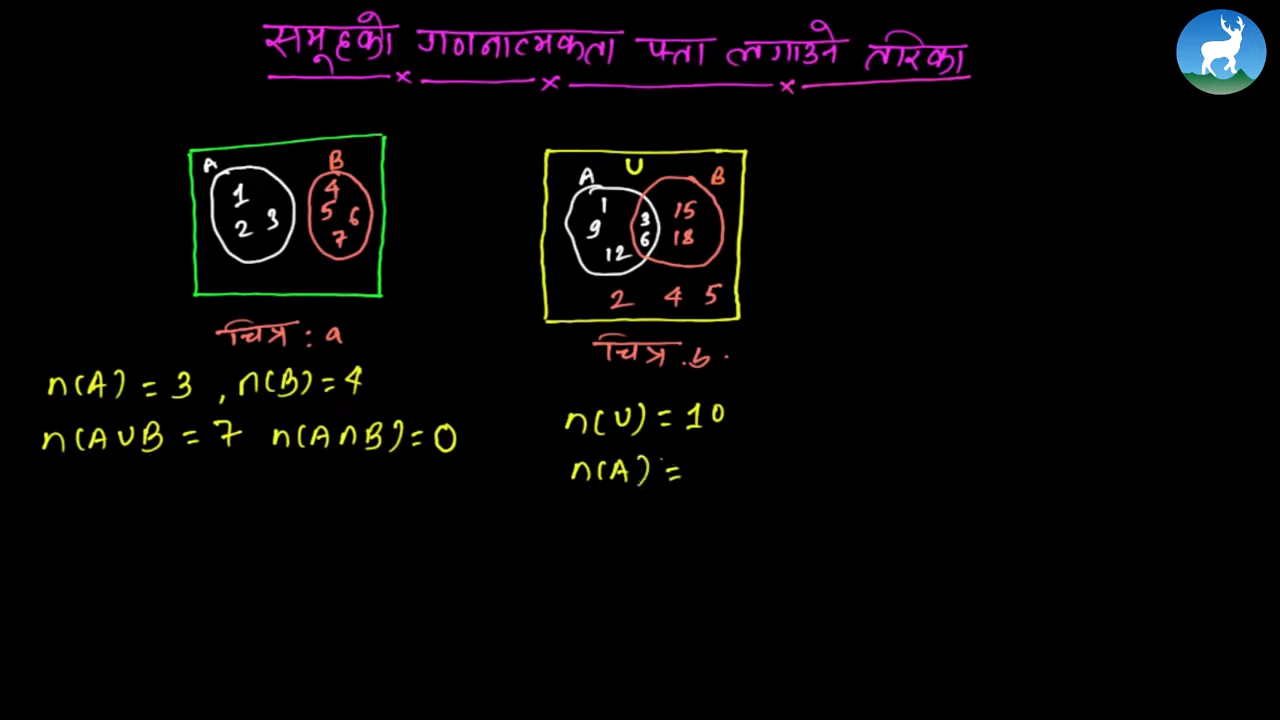 समूहको गणनात्मकता पत्ता लगाउने तरिका
A B
1 2 3
4 5 6 7
चित्र : a
n(A) = 3 , n(B) = 4
n(A∪B = 7 n(A∩B) = 0
U
A B
1 9 12
3 6
15 18
2 4 5
चित्र . b .
n(U) = 10
n(A) =